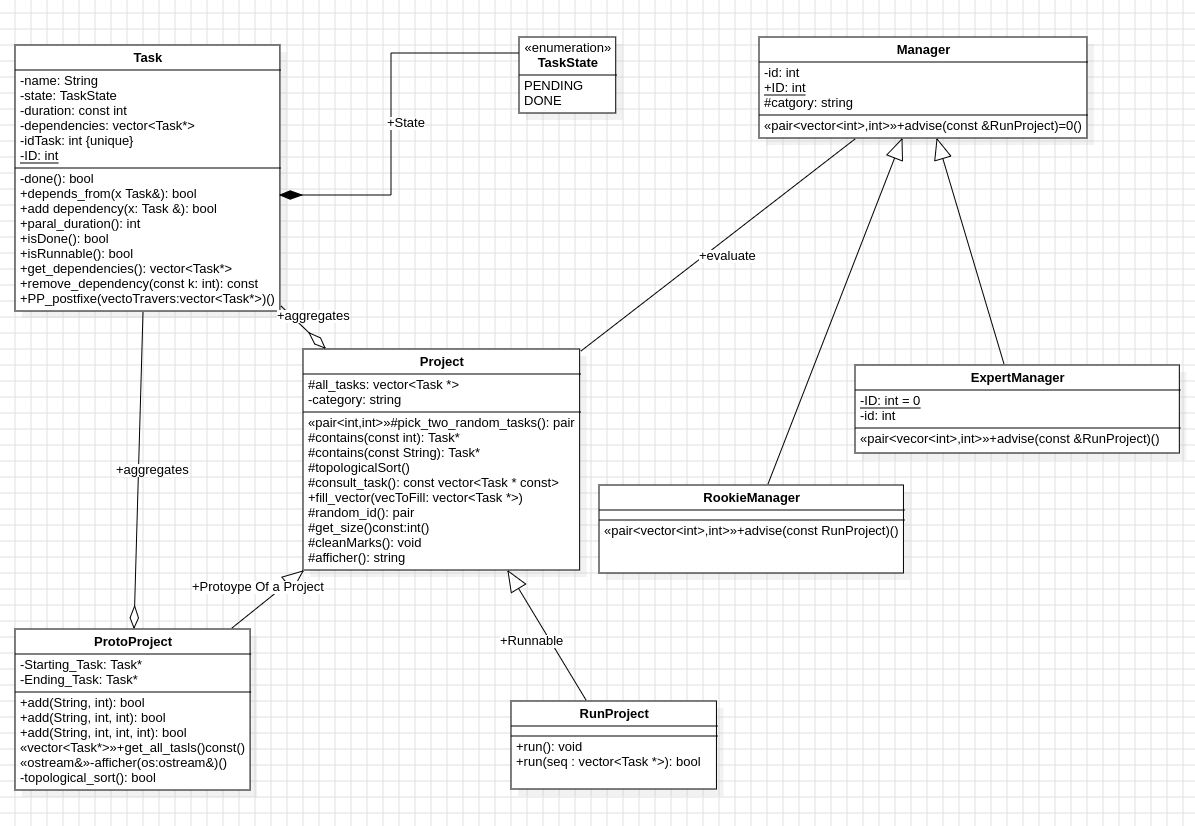 Task
-name: String
-state: TaskState
-duration: const int
-dependencies: vector<Task*>
-idTask: int {unique}
-ID: int
-done(): bool
+depends_from(x Task&): bool
+add dependency(x: Task &): bool
+paral_duration(): int
+isDone(): bool
+isRunnable(): bool
+get_dependencies(): vector<Task*>
+remove_dependency(const k: int): const
+PP_postfixe(vectoTravers:vector<Task*>)()
+State
«enumeration»
TaskState
PENDING
DONE
Manager
-id: int
+ID: int
#catgory: string
«pair<vector<int>,int>»+advise(const &RunProject)=0()
+evaluate
+aggregates
Project
#all_tasks: vector<Task *>
-category: string
«pair<int,int>»#pick_two_random_tasks(): pair
#contains(const int): Task*
#contains(const String): Task*
#topologicalSort()
#consult_task(): const vector<Task * const>
+fill_vector(vecToFill: vector<Task *>)
#random_id(): pair
#get_size()const:int()
#cleanMarks(): void
#afficher(): string
ExpertManager
-ID: int = 0
-id: int
«pair<vecor<int>,int>»+advise(const &RunProject)()
+aggregates
RookieManager
«pair<vector<int>,int>»+advise(const RunProject)()
+Protoype Of a Project
+Runnable
ProtoProject
-Starting_Task: Task*
-Ending_Task: Task*
+add(String, int): bool
+add(String, int, int): bool
+add(String, int, int, int): bool
«vector<Task*>»+get_all_tasls()const()
«ostream&»-afficher(os:ostream&)()
-topological_sort(): bool
RunProject
+run(): void
+run(seq : vector<Task *>): bool